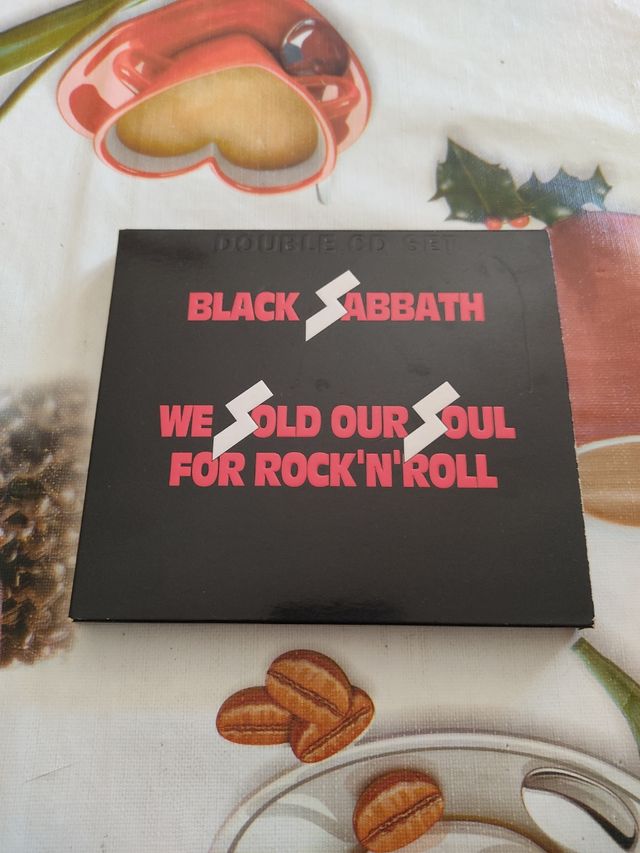 DOUBLE CD SET
BLACK SABBATH
WE SOLD OUR SOUL
FOR ROCK'N'ROLL